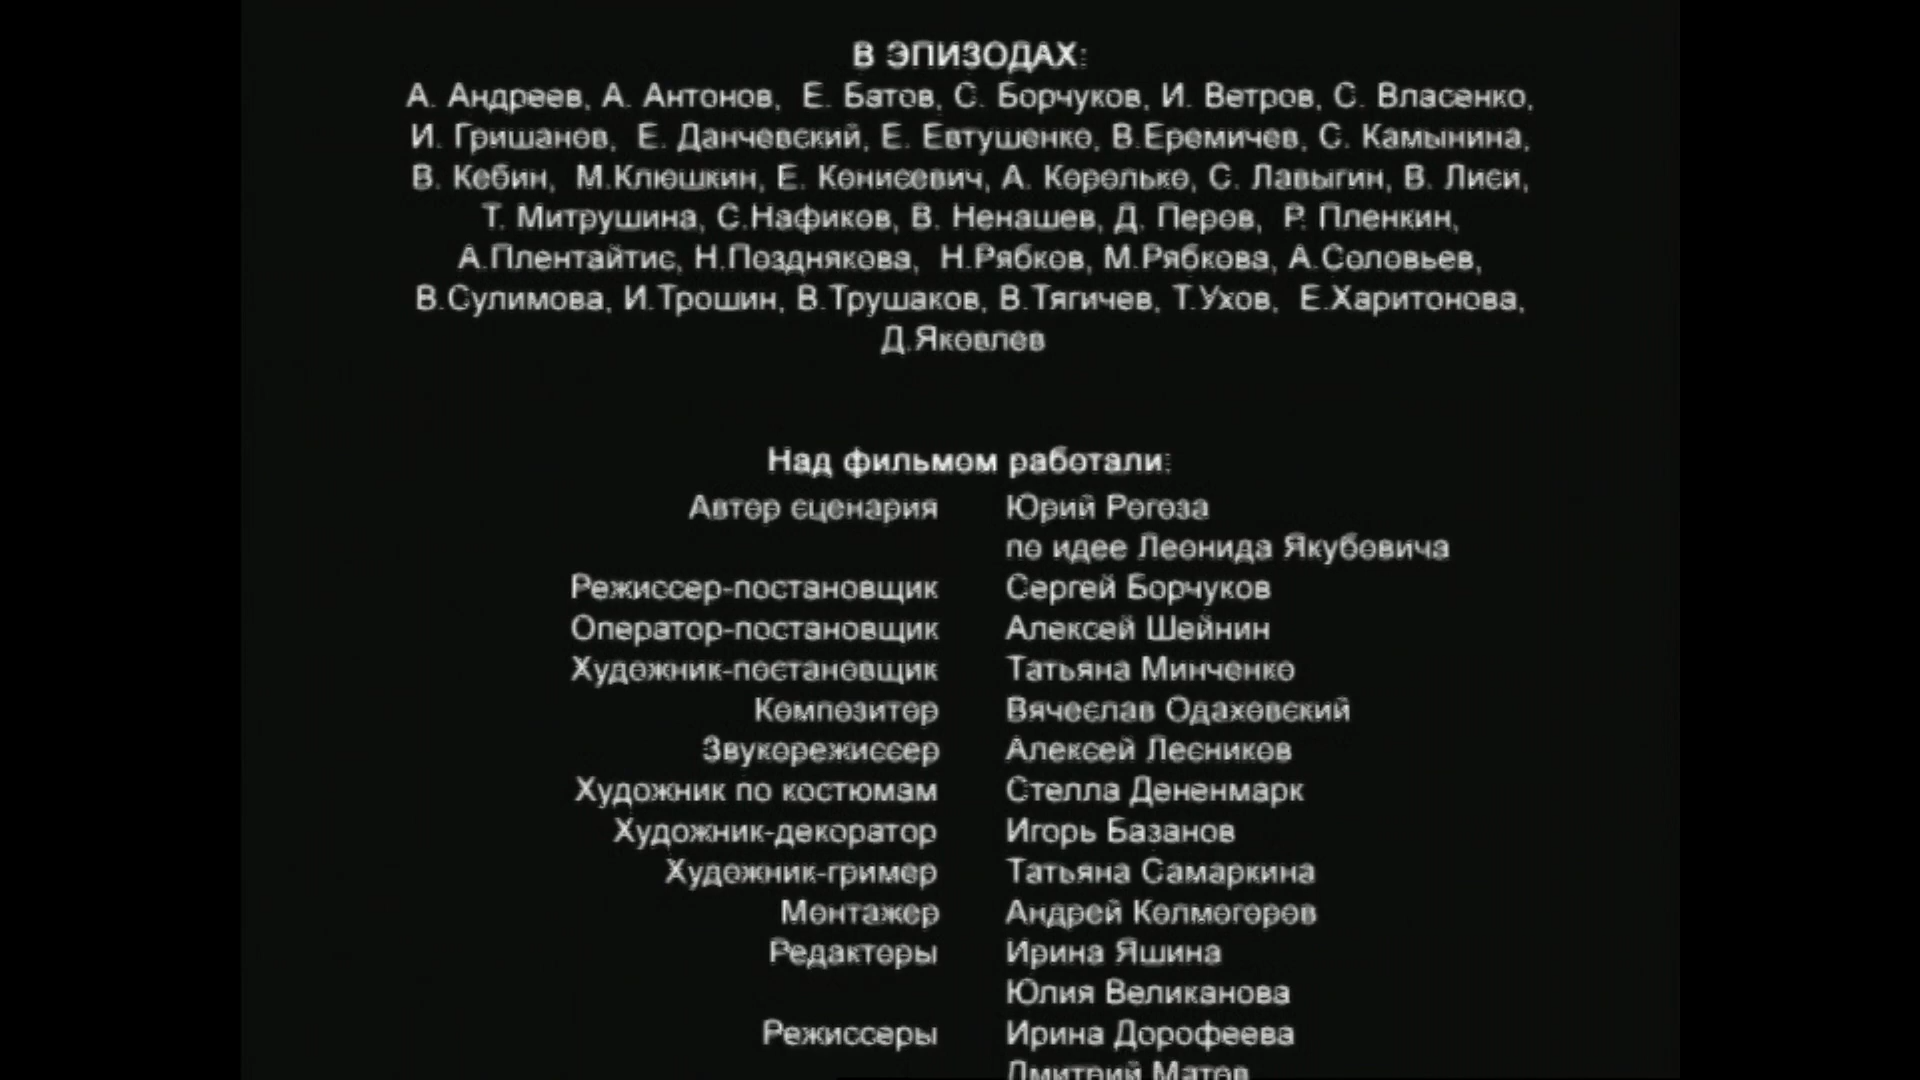 В ЭПИЗОДАХ:
А. Андреев, А. Антонов, Е. Батов, С. Борчуков, И. Ветров, С. Власенко,
И. Гришанов, Е. Данчевский, Е. Евтушенко, В.Еремичев, С. Камынина,
В. Кебин, М.Клюшкин, Е. Конисевич, А. Королько, С. Лавыгин, В. Лиси,
Т. Митрушина, С.Нафиков, В. Ненашев, Д. Перов, Р. Пленкин,
А.Плентайтис, Н.Позднякова, Н.Рябков, М.Рябкова, А.Соловьев,
В.Сулимова, И.Трошин, В.Трушаков, В.Тягичев, Т.Ухов, Е.Харитонова,
Д.Яковлев
Над фильмом работали:
Автор сценария Юрий Рогоза
по идее Леонида Якубовича
Режиссер-постановщик Сергей Борчуков
Оператор-постановщик Алексей Шейнин
Художник-постановщик Татьяна Минченко
Композитор Вячеслав Одаховский
Звукорежиссер Алексей Лесников
Художник по костюмам Стелла Дененмарк
Художник-декоратор Игорь Базанов
Художник-гример Татьяна Самаркина
Монтажер Андрей Колмогоров
Редакторы Ирина Яшина
Юлия Великанова
Режиссеры Ирина Дорофеева
Дмитрий Матов